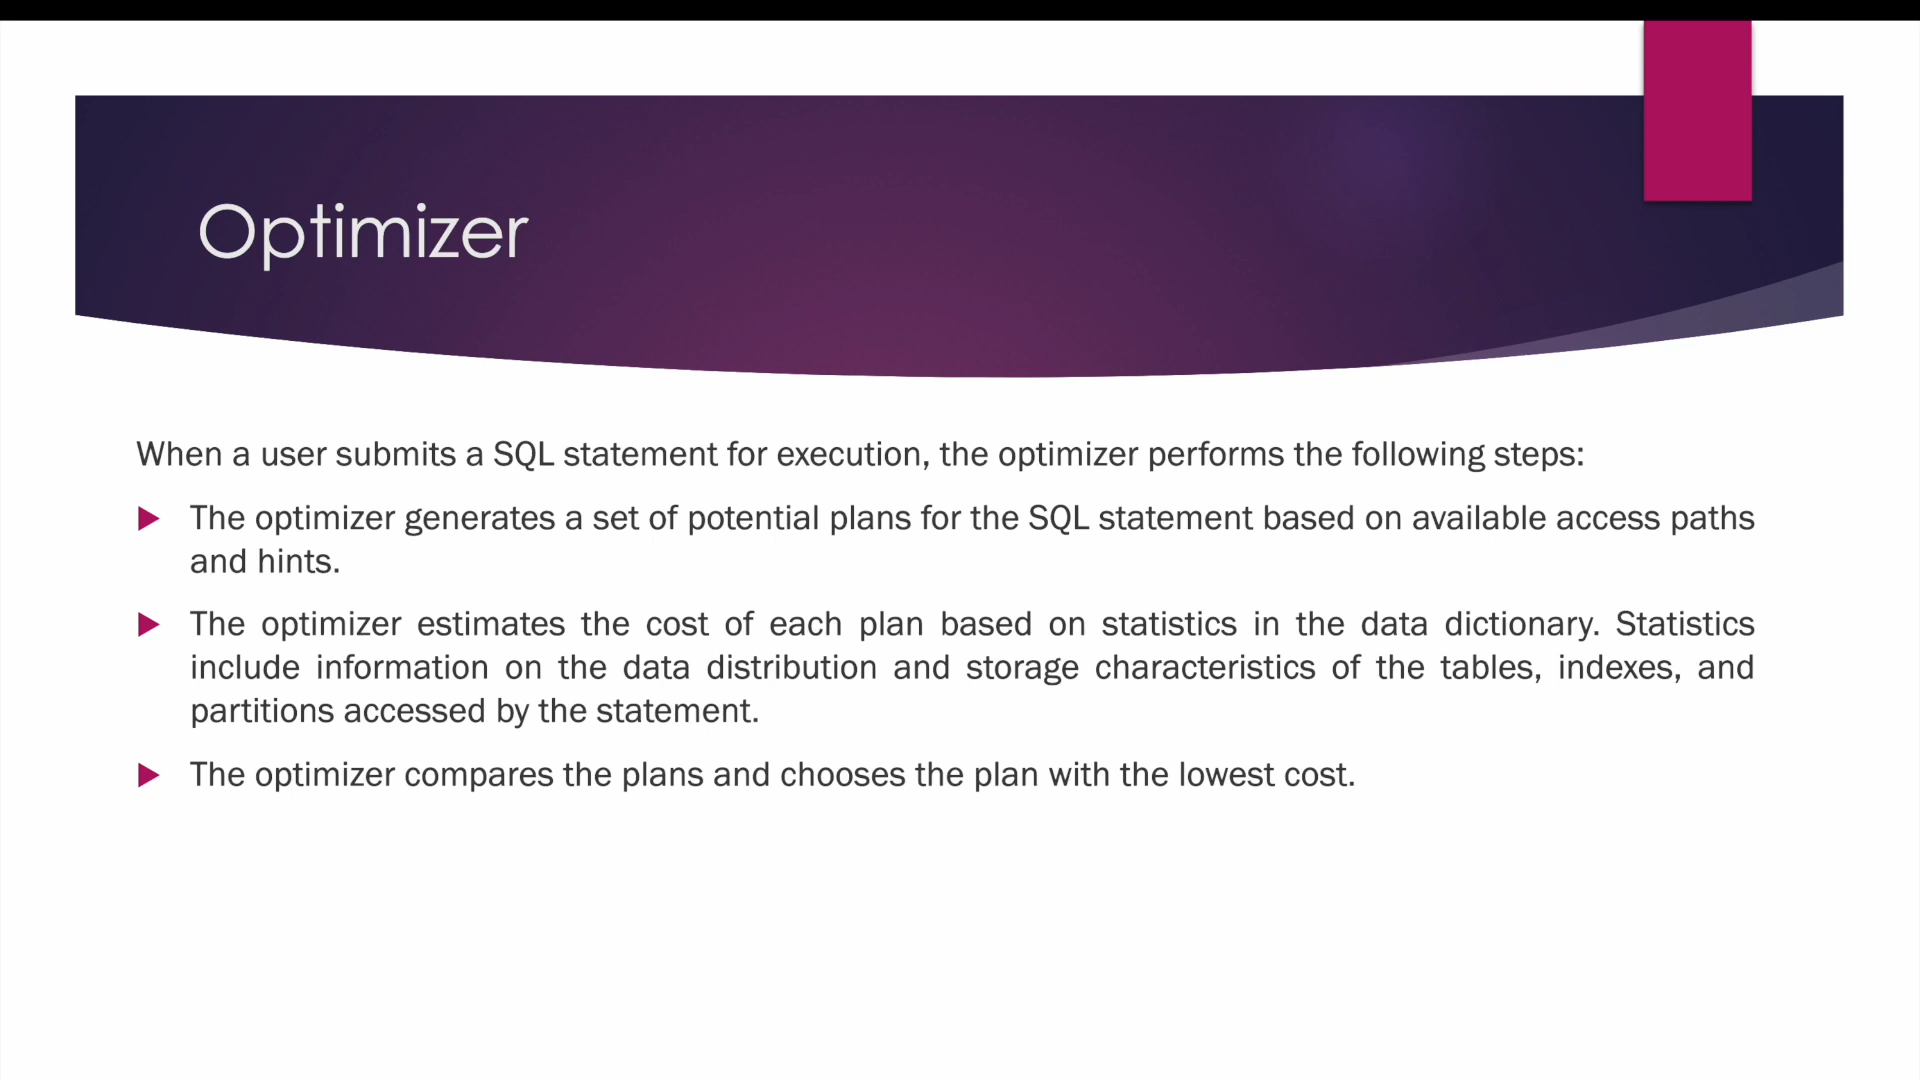 Optimizer
When a user submits a SQL statement for execution, the optimizer performs the following steps:
The optimizer generates a set of potential plans for the SQL statement based on available access paths
and hints.
The optimizer estimates the cost of each plan based on statistics in the data dictionary. Statistics
include information on the data distribution and storage characteristics of the tables, indexes, and
partitions accessed by the statement.
The optimizer compares the plans and chooses the plan with the lowest cost.